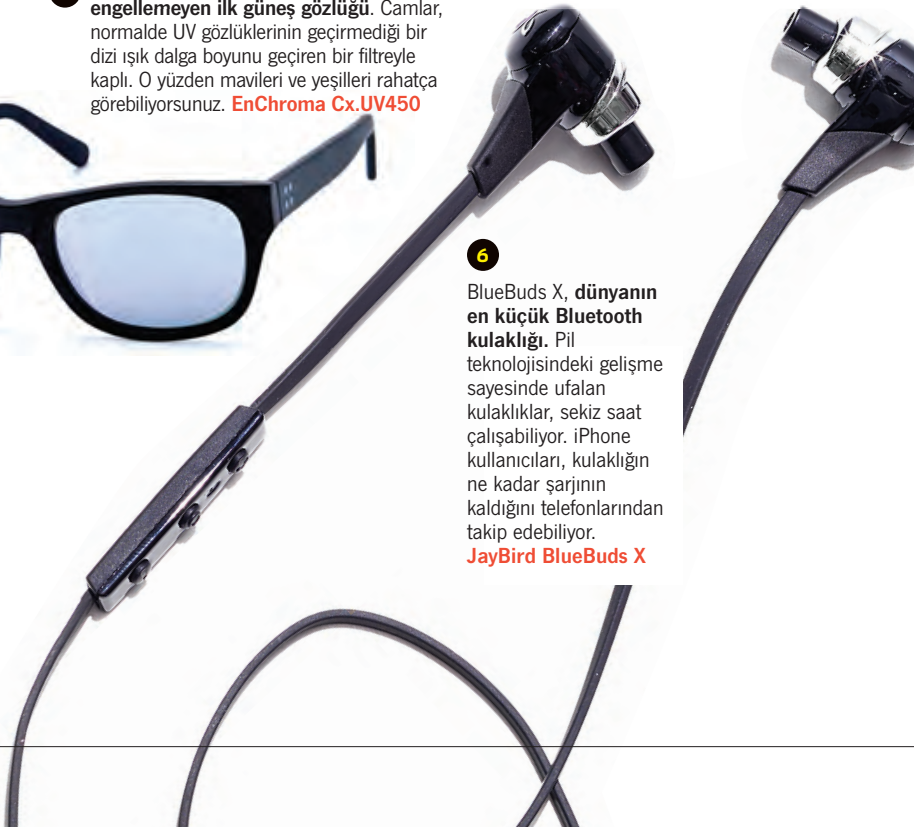 engellemeyen ilk güneş gözlüğü. Camlar,
normalde UV gözlüklerinin geçirmediği bir
dizi ışık dalga boyunu geçiren bir filtreyle
kaplı. O yüzden mavileri ve yeşilleri rahatça
görebiliyorsunuz. EnChroma Cx.UV450
6
BlueBuds X, dünyanın
en küçük Bluetooth
kulaklığı. Pil
teknolojisindeki gelişme
sayesinde ufalan
kulaklıklar, sekiz saat
çalışabiliyor. iPhone
kullanıcıları, kulaklığın
ne kadar şarjının
kaldığını telefonlarından
takip edebiliyor.
JayBird BlueBuds X